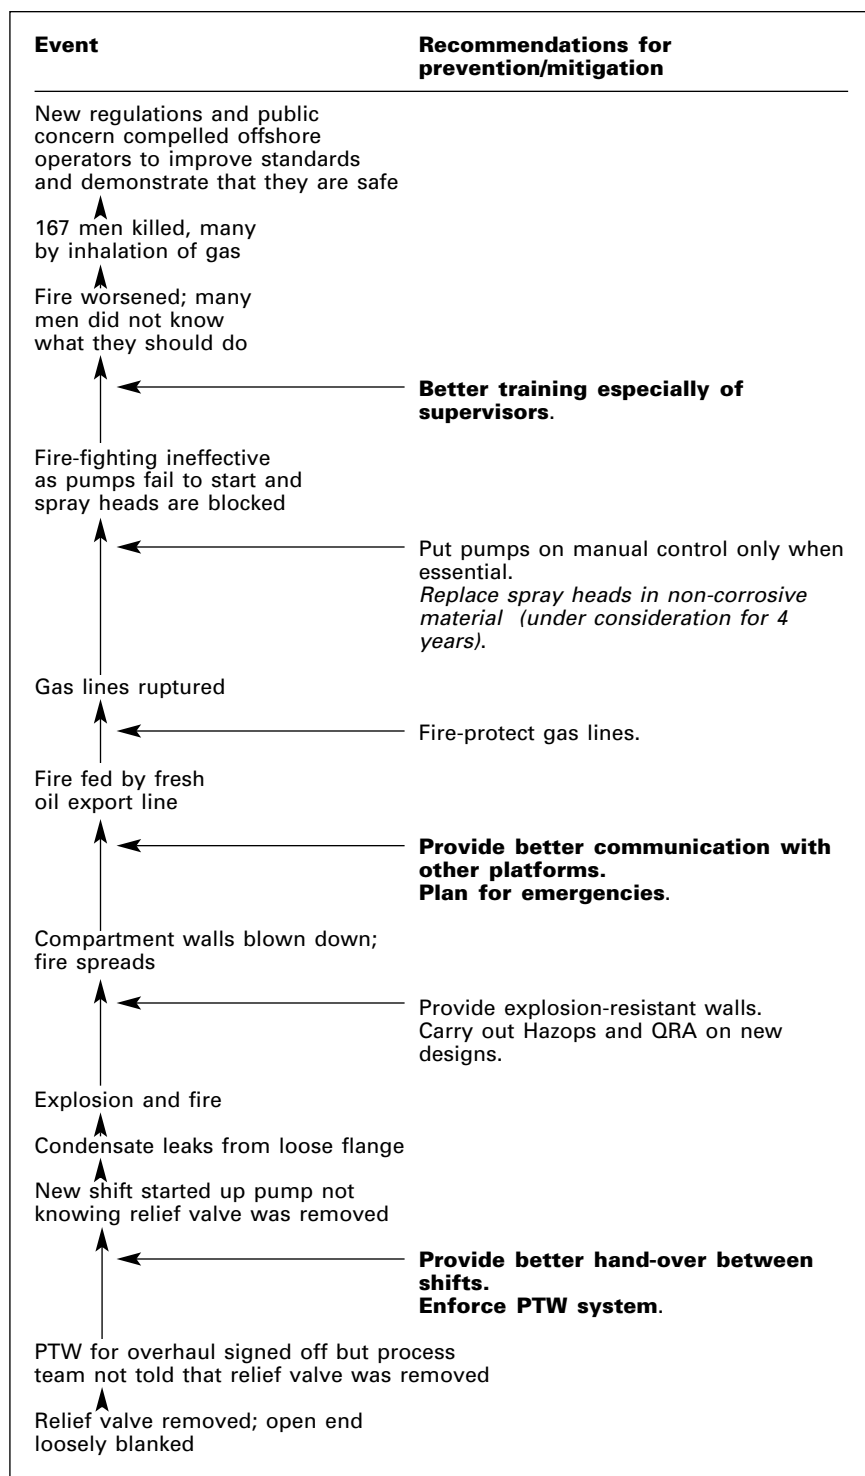 Event
Recommendations for
prevention/mitigation
New regulations and public
concern compelled offshore
operators to improve standards
and demonstrate that they are safe
167 men killed, many
by inhalation of gas
Fire worsened; many
men did not know
what they should do
Better training especially of
supervisors.
Fire-fighting ineffective
as pumps fail to start and
spray heads are blocked
Put pumps on manual control only when
essential.
Replace spray heads in non-corrosive
material (under consideration for 4
years).
Gas lines ruptured
Fire-protect gas lines.
Fire fed by fresh
oil export line
Provide better communication with
other platforms.
Plan for emergencies.
Compartment walls blown down;
fire spreads
Provide explosion-resistant walls.
Carry out Hazops and QRA on new
designs.
Explosion and fire
Condensate leaks from loose flange
New shift started up pump not
knowing relief valve was removed
Provide better hand-over between
shifts.
Enforce PTW system.
PTW for overhaul signed off but process
team not told that relief valve was removed
Relief valve removed; open end
loosely blanked